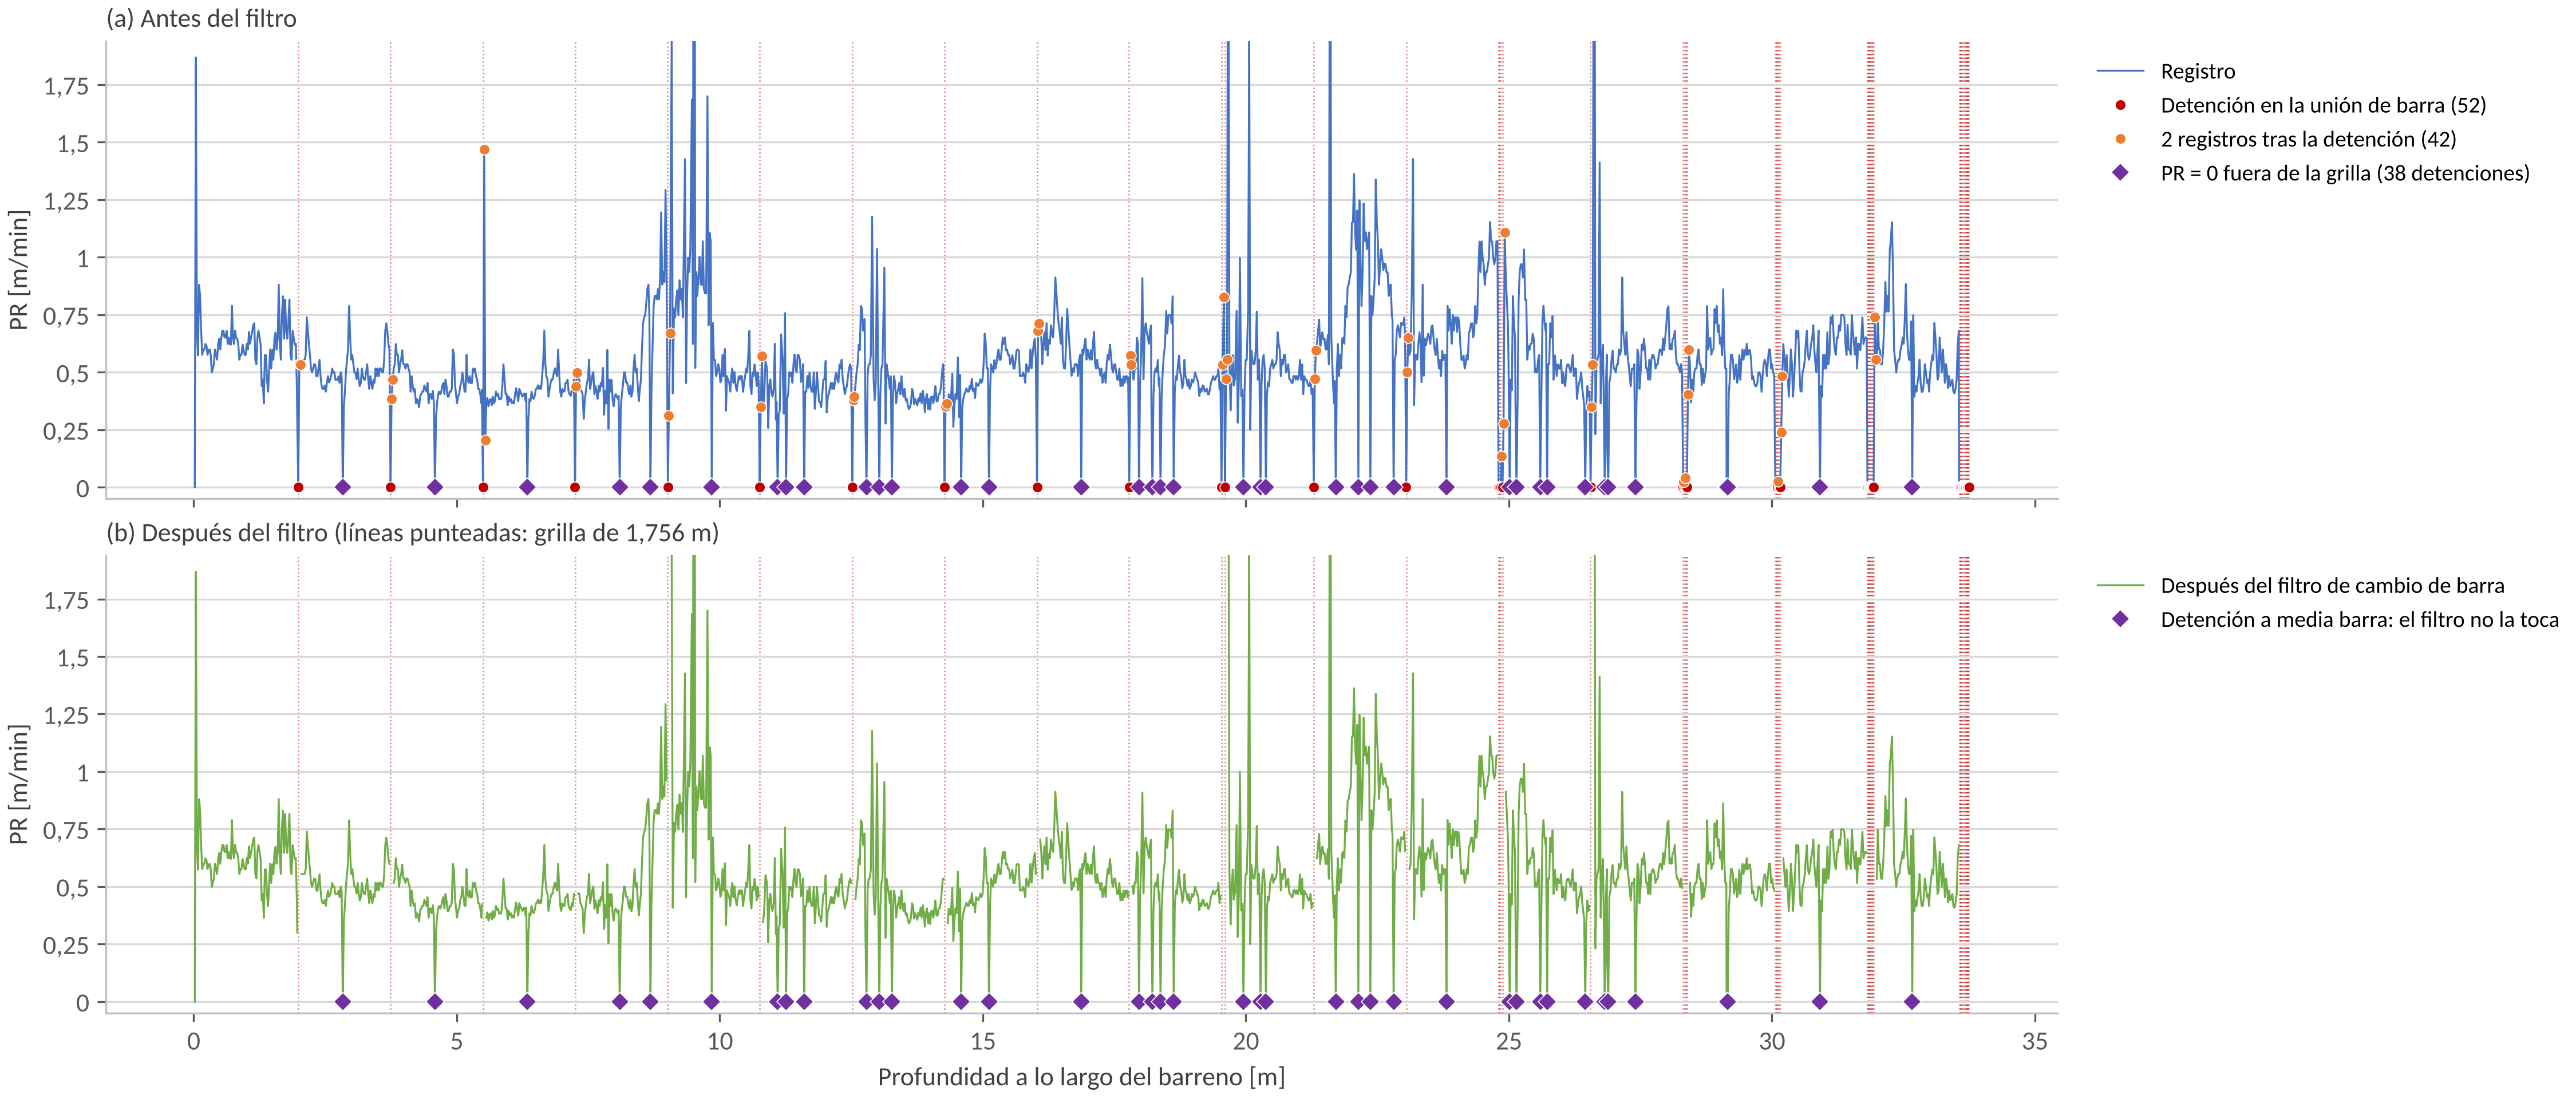 (a) Antes del filtro
1,75
1,5
1,25
1
0,75
0,5
0,25
0
PR [m/min]
Registro
Detención en la unión de barra (52)
2 registros tras la detención (42)
PR = 0 fuera de la grilla (38 detenciones)
(b) Después del filtro (líneas punteadas: grilla de 1,756 m)
1,75
1,5
1,25
1
0,75
0,5
0,25
0
PR [m/min]
Después del filtro de cambio de barra
Detención a media barra: el filtro no la toca
0 5 10 15 20 25 30 35
Profundidad a lo largo del barreno [m]